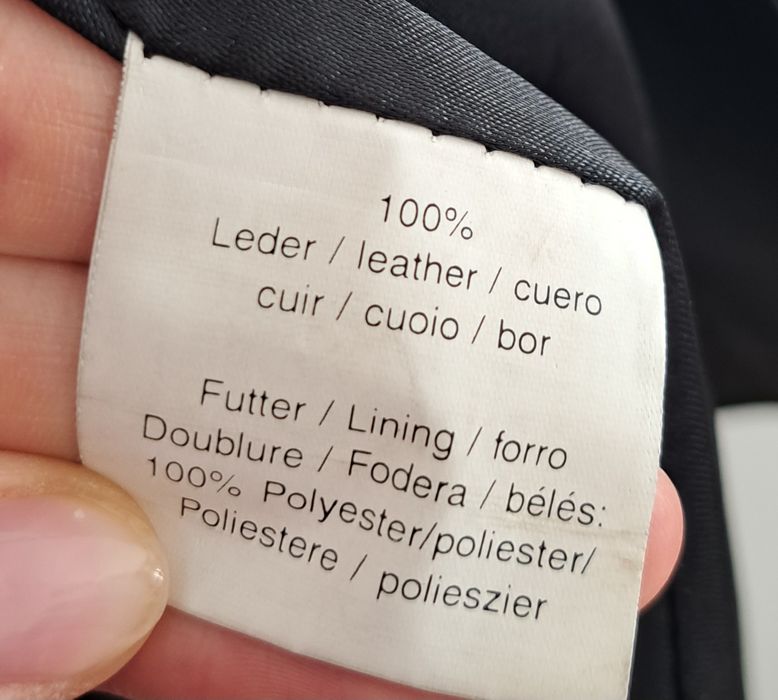 100%
Leder / leather / cuero
cuir / cuoio / bor
Futter / Lining / forro
Doublure / Fodera / bélés:
100% Polyester/poliester/
Poliestere / polieszier